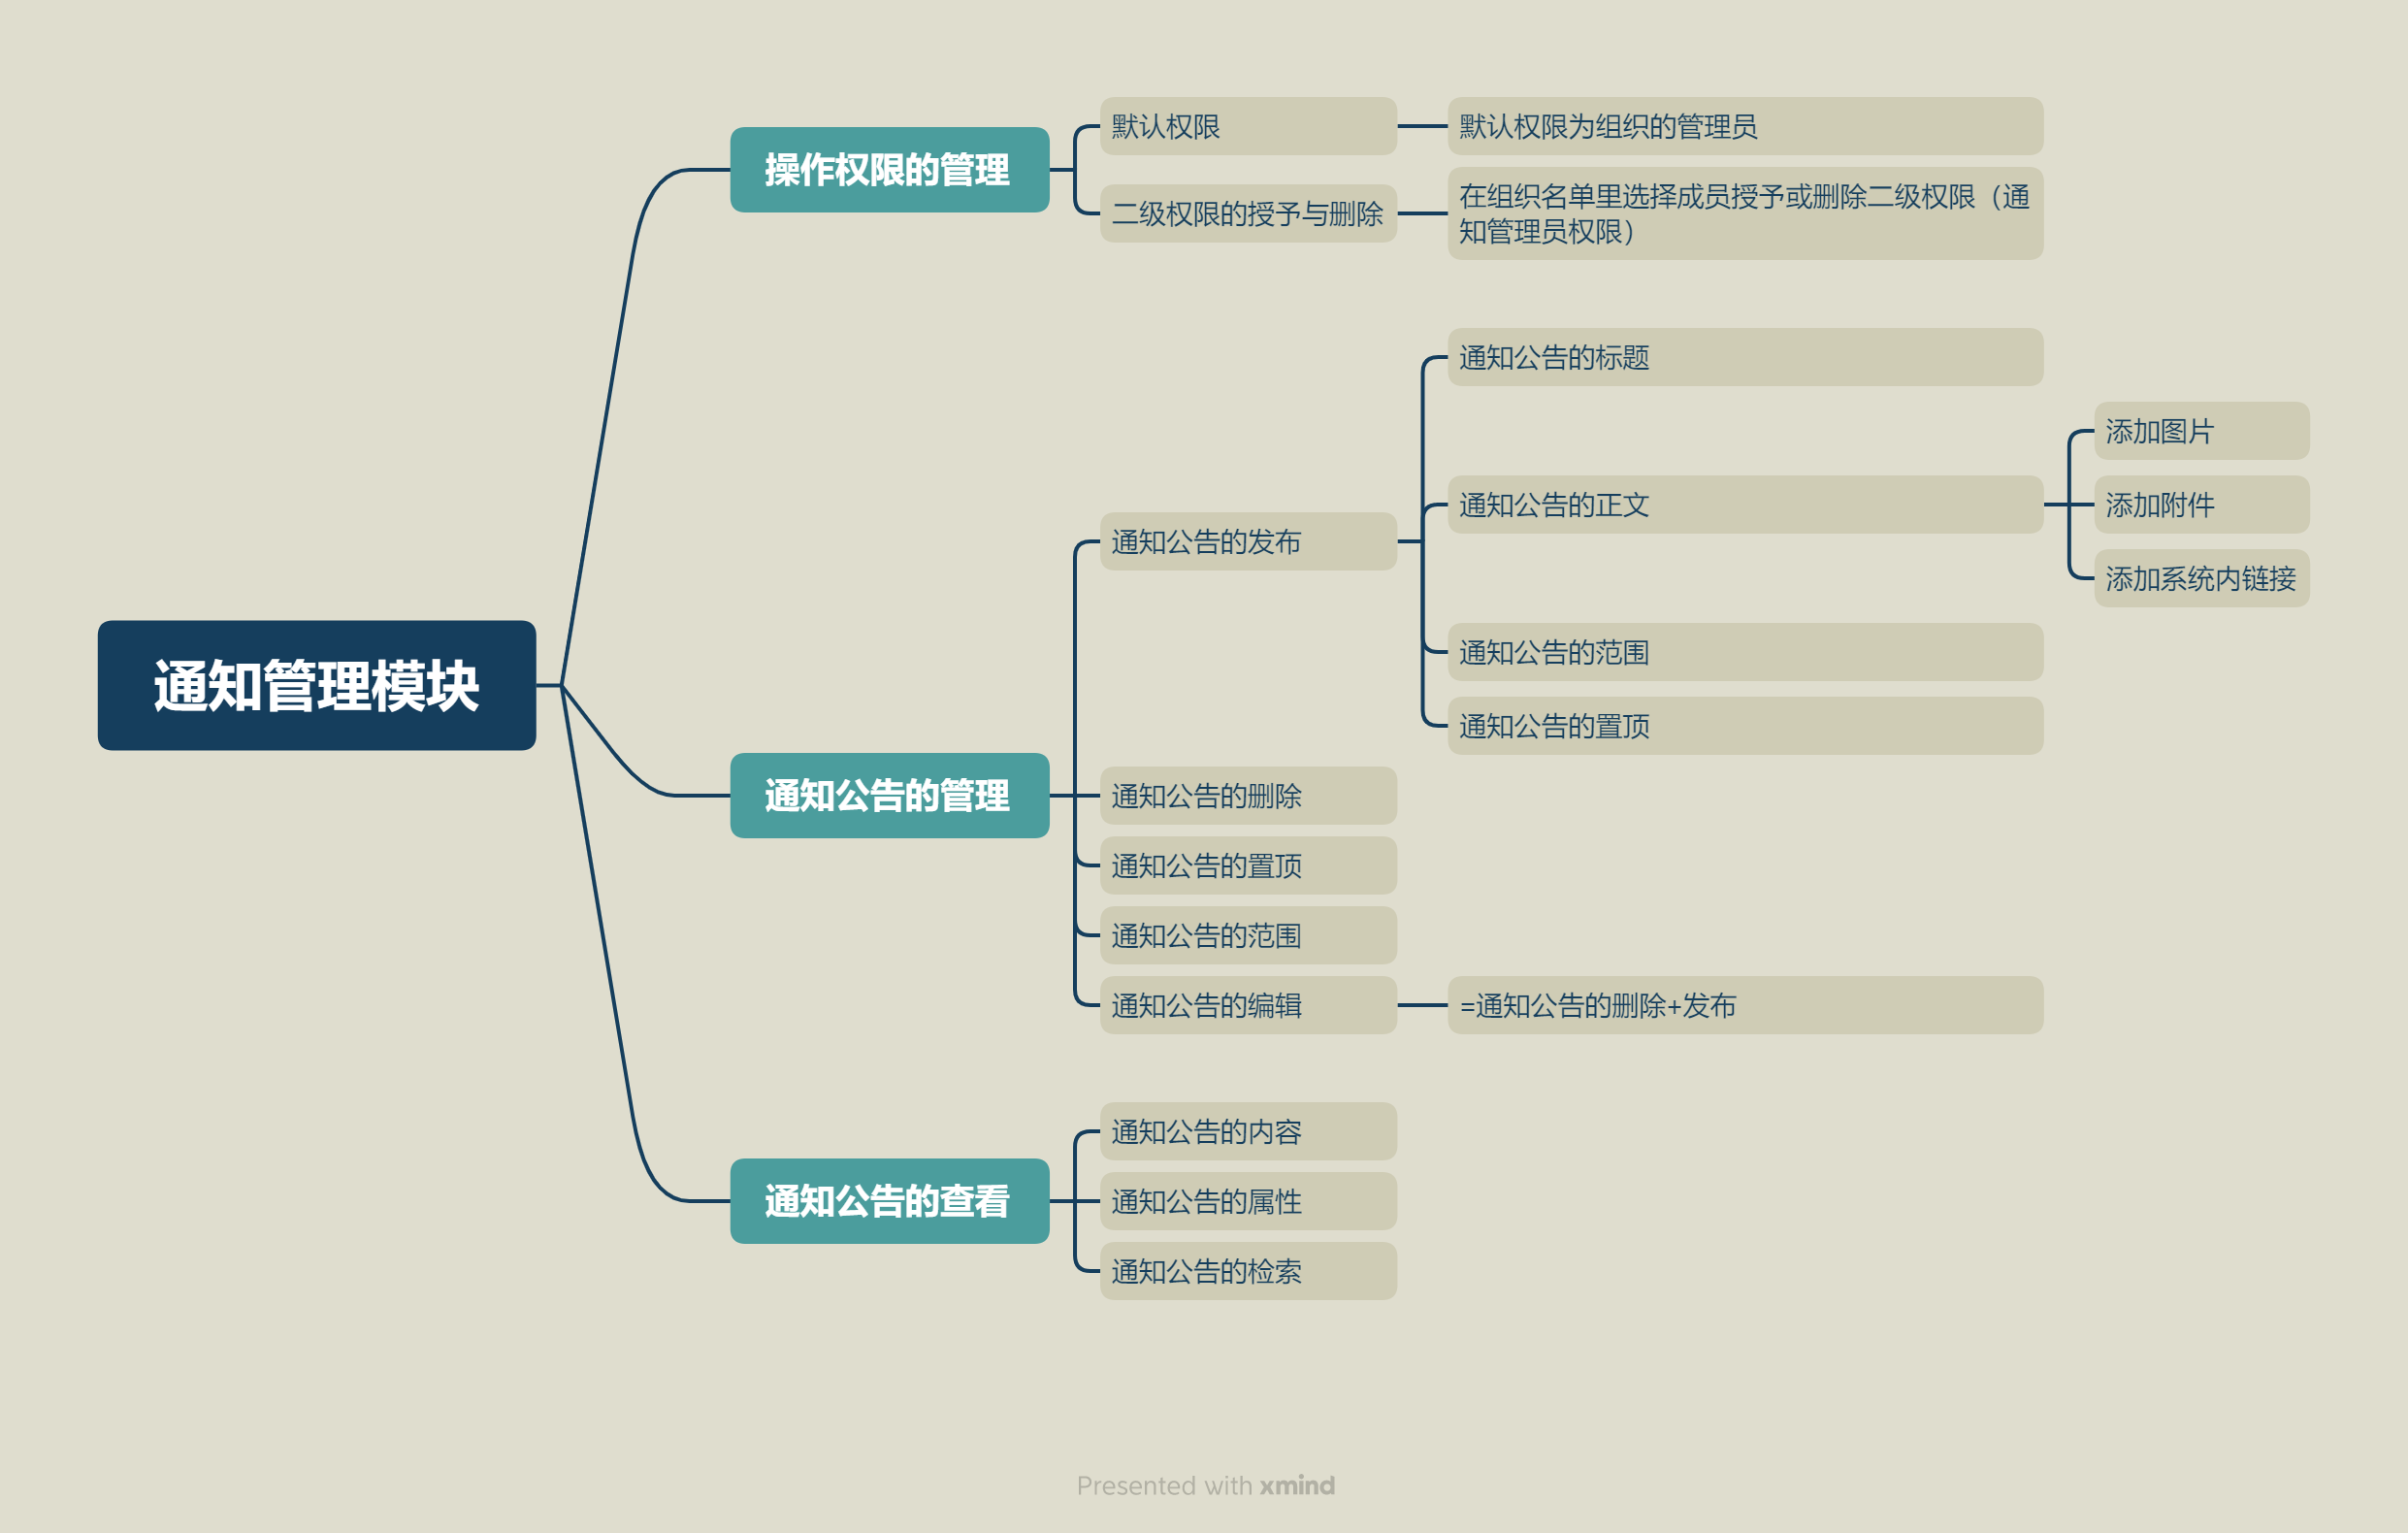 通知管理模块
操作权限的管理
默认权限
默认权限为组织的管理员
二级权限的授予与删除
在组织名单里选择成员授予或删除二级权限（通
知管理员权限）
通知公告的管理
通知公告的发布
通知公告的标题
通知公告的正文
添加图片
添加附件
添加系统内链接
通知公告的范围
通知公告的置顶
通知公告的删除
通知公告的置顶
通知公告的范围
通知公告的编辑
=通知公告的删除+发布
通知公告的查看
通知公告的内容
通知公告的属性
通知公告的检索
Presented with xmind